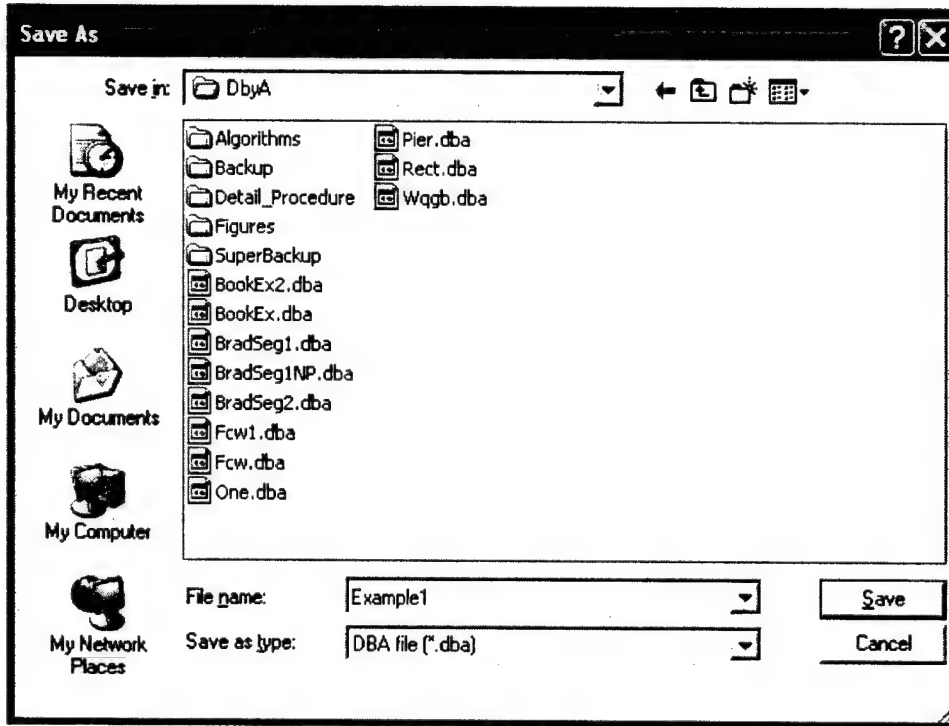 Save As
Save in: DbyA
My Recent
Documents
Desktop
My Documents
My Computer
My Network
Places
Algorithms
Backup
Detail_Procedure
Figures
SuperBackup
BookEx2.dba
BookEx.dba
BradSeg1.dba
BradSeg1NP.dba
BradSeg2.dba
Fcw1.dba
Fcw.dba
One.dba
Pier.dba
Rect.dba
Wqgb.dba
File name: Example1
Save
Save as type: DBA file (*.dba)
Cancel